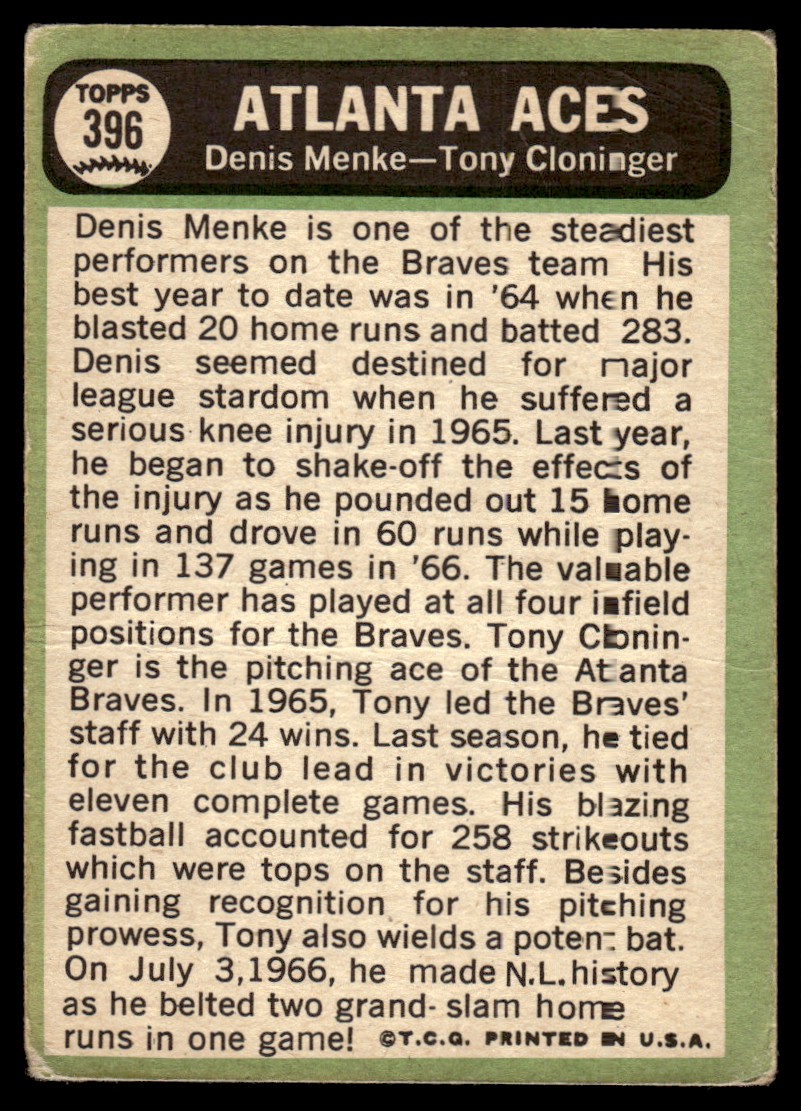 TOPPS
396
ATLANTA ACES
Denis Menke—Tony Cloninger
Denis Menke is one of the steadiest
performers on the Braves team His
best year to date was in '64 when he
blasted 20 home runs and batted 283.
Denis seemed destined for major
league stardom when he suffered a
serious knee injury in 1965. Last year,
he began to shake-off the effects of
the injury as he pounded out 15 home
runs and drove in 60 runs while play-
ing in 137 games in '66. The valuable
performer has played at all four infield
positions for the Braves. Tony Clonin-
ger is the pitching ace of the Atlanta
Braves. In 1965, Tony led the Braves'
staff with 24 wins. Last season, he tied
for the club lead in victories with
eleven complete games. His blazing
fastball accounted for 258 strikeouts
which were tops on the staff. Besides
gaining recognition for his pitching
prowess, Tony also wields a potent bat.
On July 3,1966, he made N.L. history
as he belted two grand- slam home
runs in one game! ©T.C.G. PRINTED IN U.S.A.